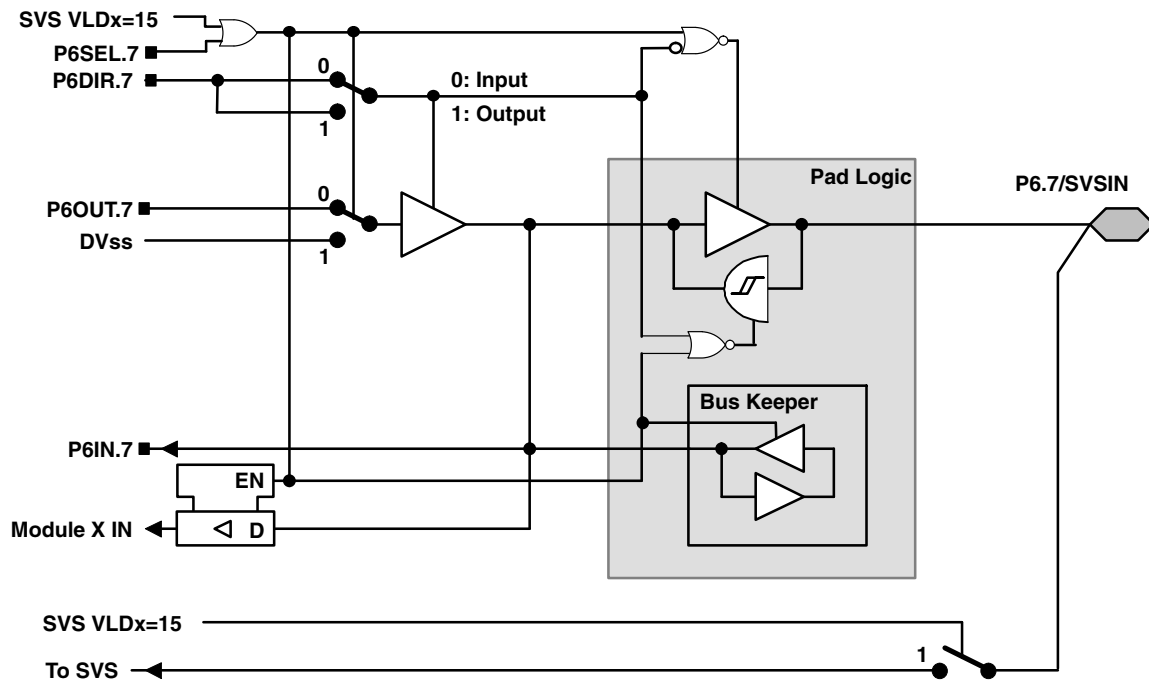 SVS VLDx=15
P6SEL.7
P6DIR.7
0
1
0: Input
1: Output
P6OUT.7
DVss
0
1
Pad Logic
P6.7/SVSIN
Bus Keeper
P6IN.7
EN
D
Module X IN
SVS VLDx=15
1
To SVS